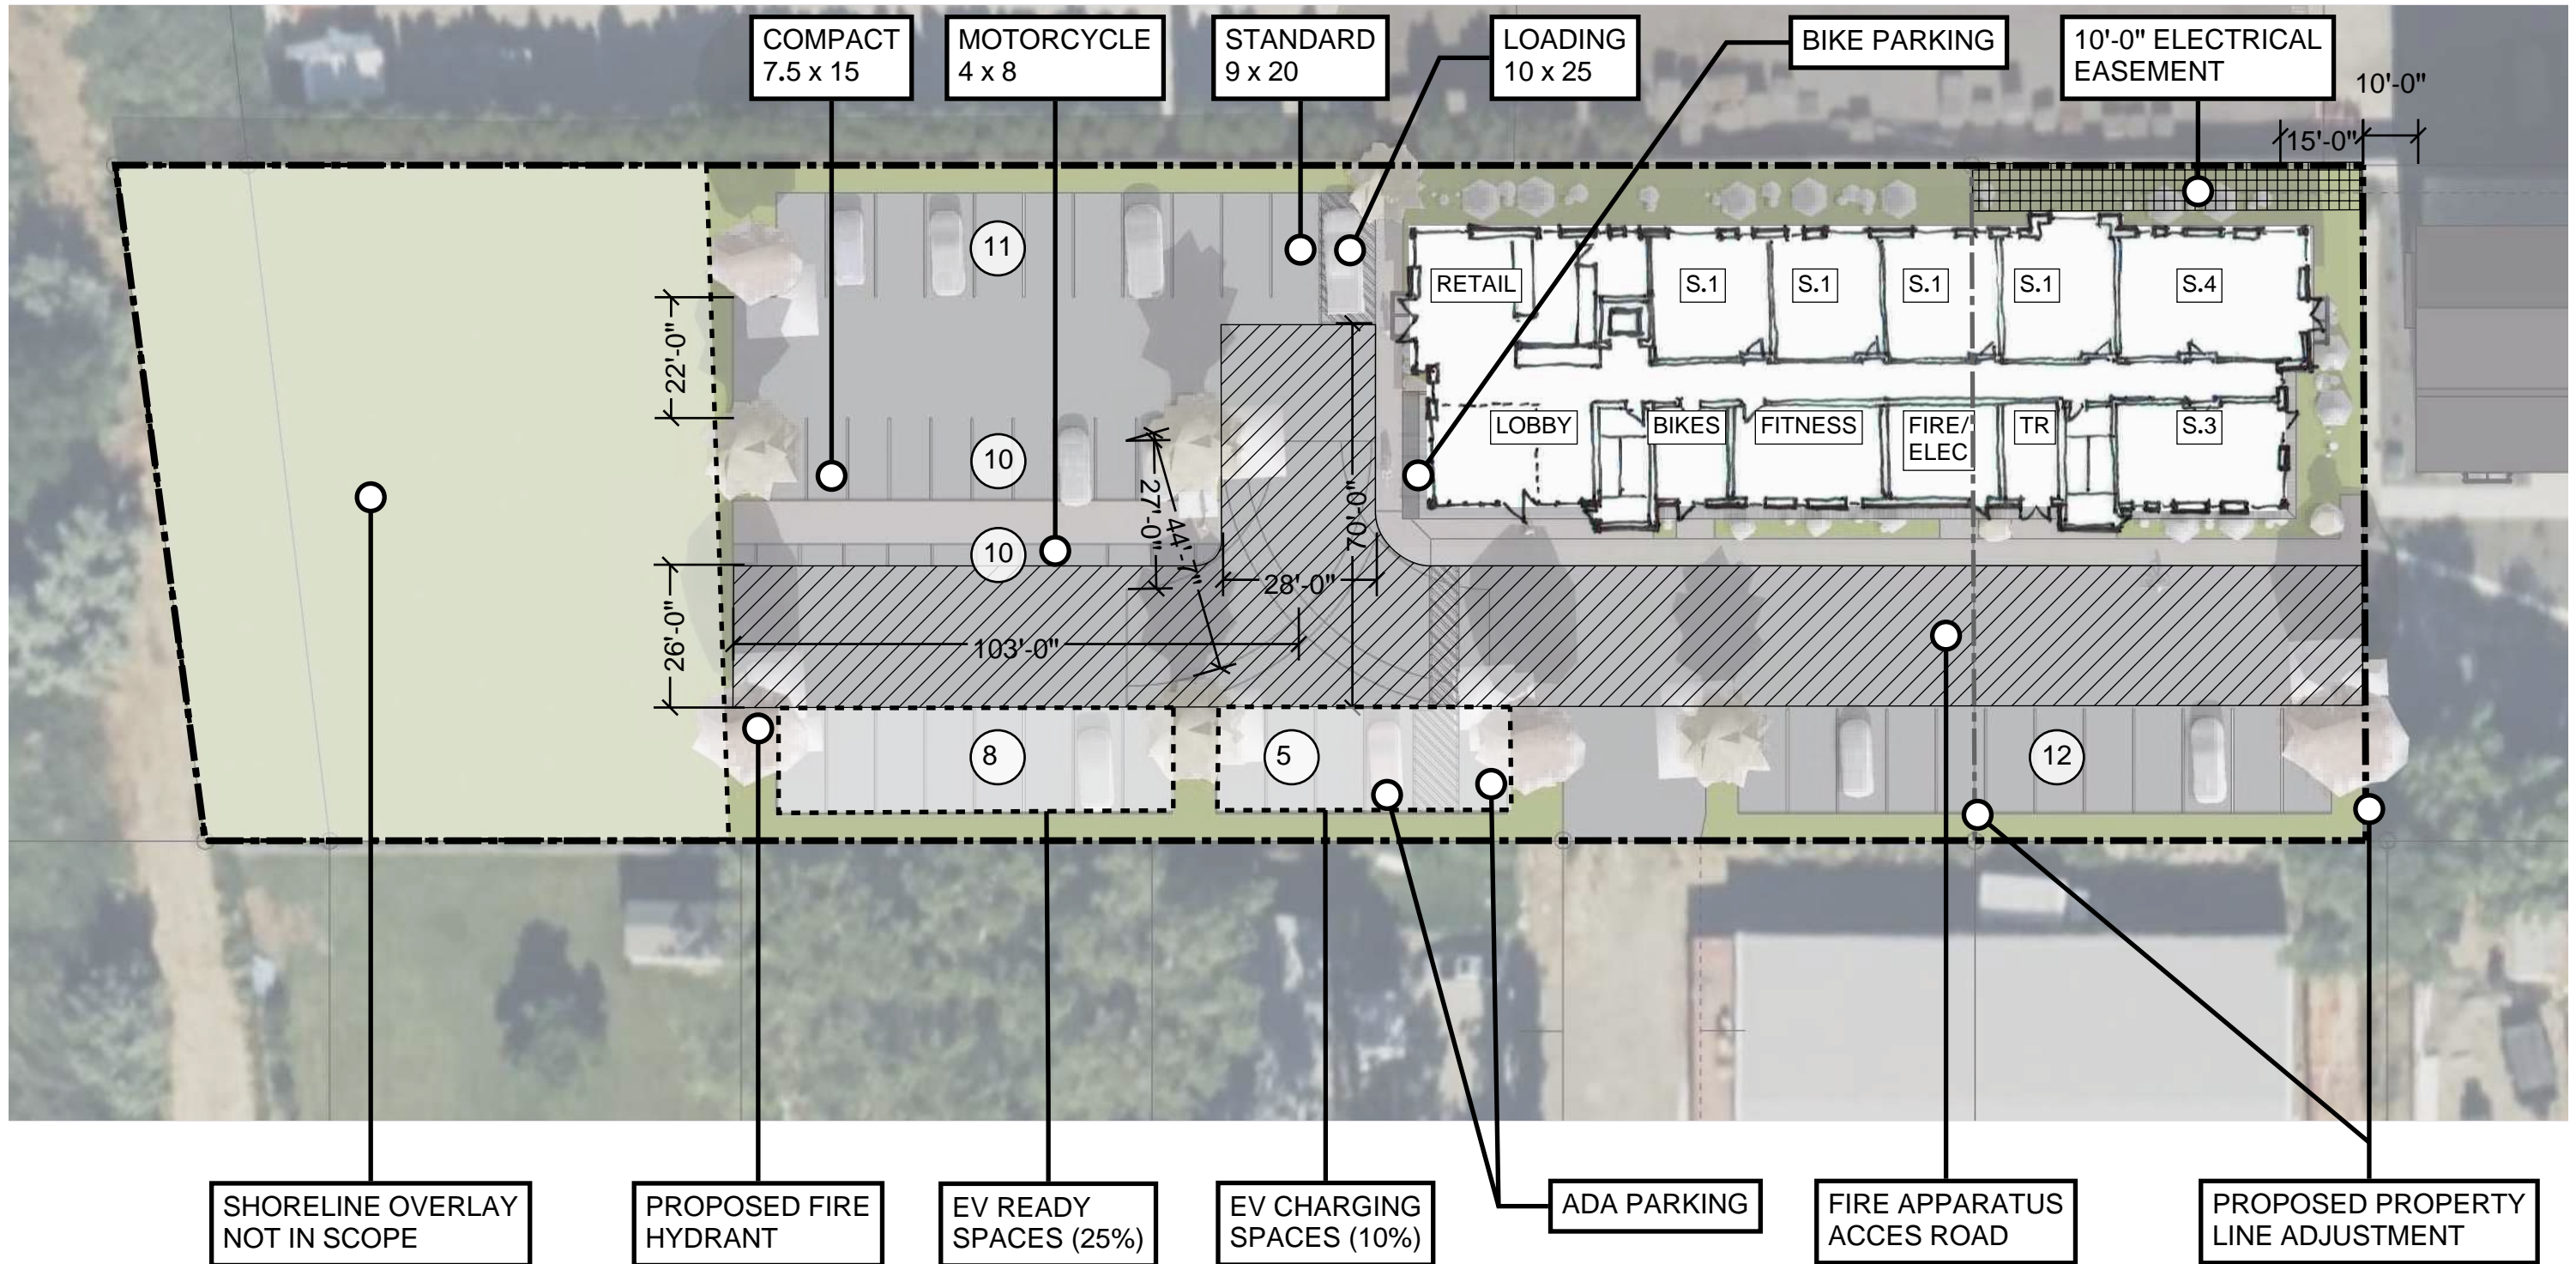 COMPACT
7.5 x 15
MOTORCYCLE
4 x 8
STANDARD
9 x 20
LOADING
10 x 25
BIKE PARKING
10'-0" ELECTRICAL
EASEMENT
10'-0"
15'-0"
11
RETAIL
S.1
S.1
S.1
S.1
S.4
22'-0"
LOBBY
BIKES
FITNESS
FIRE/
ELEC
TR
S.3
10
27'-0"
44'-7"
70'-0"
10
28'-0"
26'-0"
103'-0"
8
5
12
SHORELINE OVERLAY
NOT IN SCOPE
PROPOSED FIRE
HYDRANT
EV READY
SPACES (25%)
EV CHARGING
SPACES (10%)
ADA PARKING
FIRE APPARATUS
ACCES ROAD
PROPOSED PROPERTY
LINE ADJUSTMENT